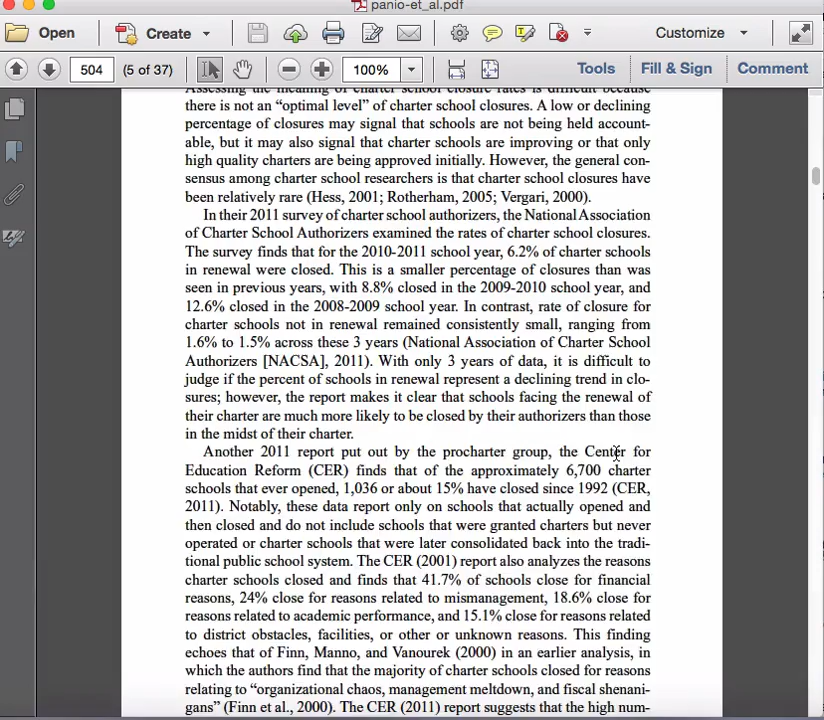 panio-et_al.pdf
Open
Create
Customize
504
(5 of 37)
100%
Tools
Fill & Sign
Comment
Assessing the meaning of charter school closure rates is difficult because
there is not an “optimal level” of charter school closures. A low or declining
percentage of closures may signal that schools are not being held account-
able, but it may also signal that charter schools are improving or that only
high quality charters are being approved initially. However, the general con-
sensus among charter school researchers is that charter school closures have
been relatively rare (Hess, 2001; Rotherham, 2005; Vergari, 2000).
In their 2011 survey of charter school authorizers, the National Association
of Charter School Authorizers examined the rates of charter school closures.
The survey finds that for the 2010-2011 school year, 6.2% of charter schools
in renewal were closed. This is a smaller percentage of closures than was
seen in previous years, with 8.8% closed in the 2009-2010 school year, and
12.6% closed in the 2008-2009 school year. In contrast, rate of closure for
charter schools not in renewal remained consistently small, ranging from
1.6% to 1.5% across these 3 years (National Association of Charter School
Authorizers [NACSA], 2011). With only 3 years of data, it is difficult to
judge if the percent of schools in renewal represent a declining trend in clo-
sures; however, the report makes it clear that schools facing the renewal of
their charter are much more likely to be closed by their authorizers than those
in the midst of their charter.
Another 2011 report put out by the procharter group, the Center for
Education Reform (CER) finds that of the approximately 6,700 charter
schools that ever opened, 1,036 or about 15% have closed since 1992 (CER,
2011). Notably, these data report only on schools that actually opened and
then closed and do not include schools that were granted charters but never
operated or charter schools that were later consolidated back into the tradi-
tional public school system. The CER (2001) report also analyzes the reasons
charter schools closed and finds that 41.7% of schools close for financial
reasons, 24% close for reasons related to mismanagement, 18.6% close for
reasons related to academic performance, and 15.1% close for reasons related
to district obstacles, facilities, or other or unknown reasons. This finding
echoes that of Finn, Manno, and Vanourek (2000) in an earlier analysis, in
which the authors find that the majority of charter schools closed for reasons
relating to “organizational chaos, management meltdown, and fiscal shenani-
gans” (Finn et al., 2000). The CER (2011) report suggests that the high num-